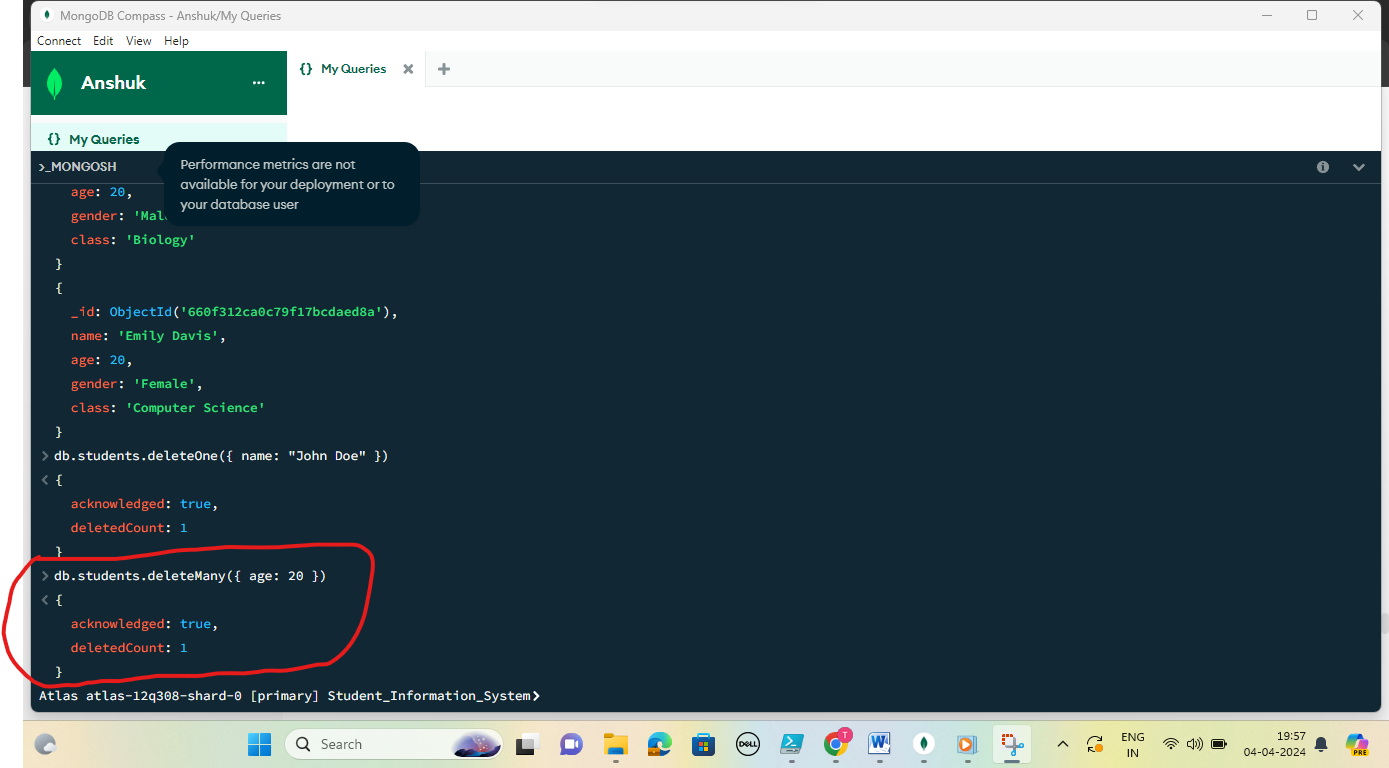 MongoDB Compass - Anshuk/My Queries
Connect Edit View Help
Anshuk ...
{} My Queries
{} My Queries
>_MONGOSH
Performance metrics are not
available for your deployment or to
your database user
age: 20,
gender: 'Mal
class: 'Biology'
}
{
_id: ObjectId('660f312ca0c79f17bcdaed8a'),
name: 'Emily Davis',
age: 20,
gender: 'Female',
class: 'Computer Science'
}
> db.students.deleteOne({ name: "John Doe" })
< {
acknowledged: true,
deletedCount: 1
}
> db.students.deleteMany({ age: 20 })
< {
acknowledged: true,
deletedCount: 1
}
Atlas atlas-12q308-shard-0 [primary] Student_Information_System>
Search
DELL
T
W
ENG
IN
19:57
04-04-2024
PRE